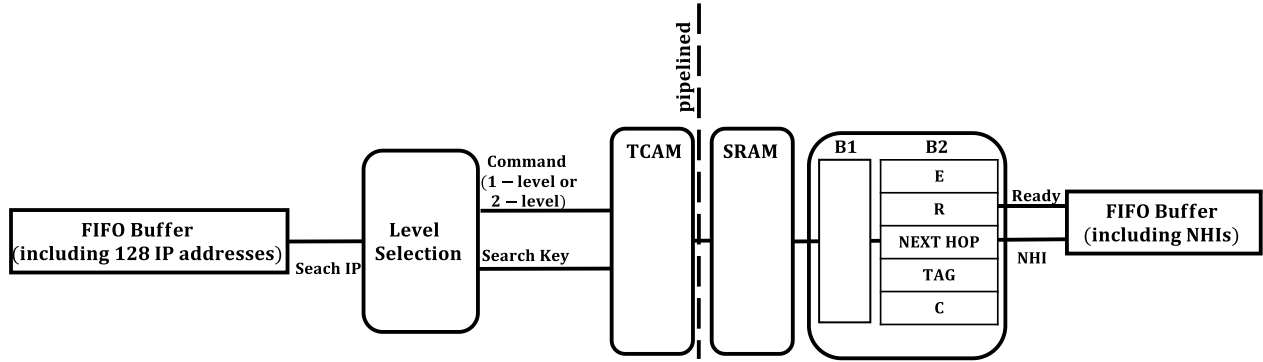 pipelined
FIFO Buffer
(including 128 IP addresses)
Seach IP
Level
Selection
Command
(1 − level or
2 − level)
Search Key
TCAM
SRAM
B1
B2
E
R
NEXT HOP
TAG
C
Ready
NHI
FIFO Buffer
(including NHIs)